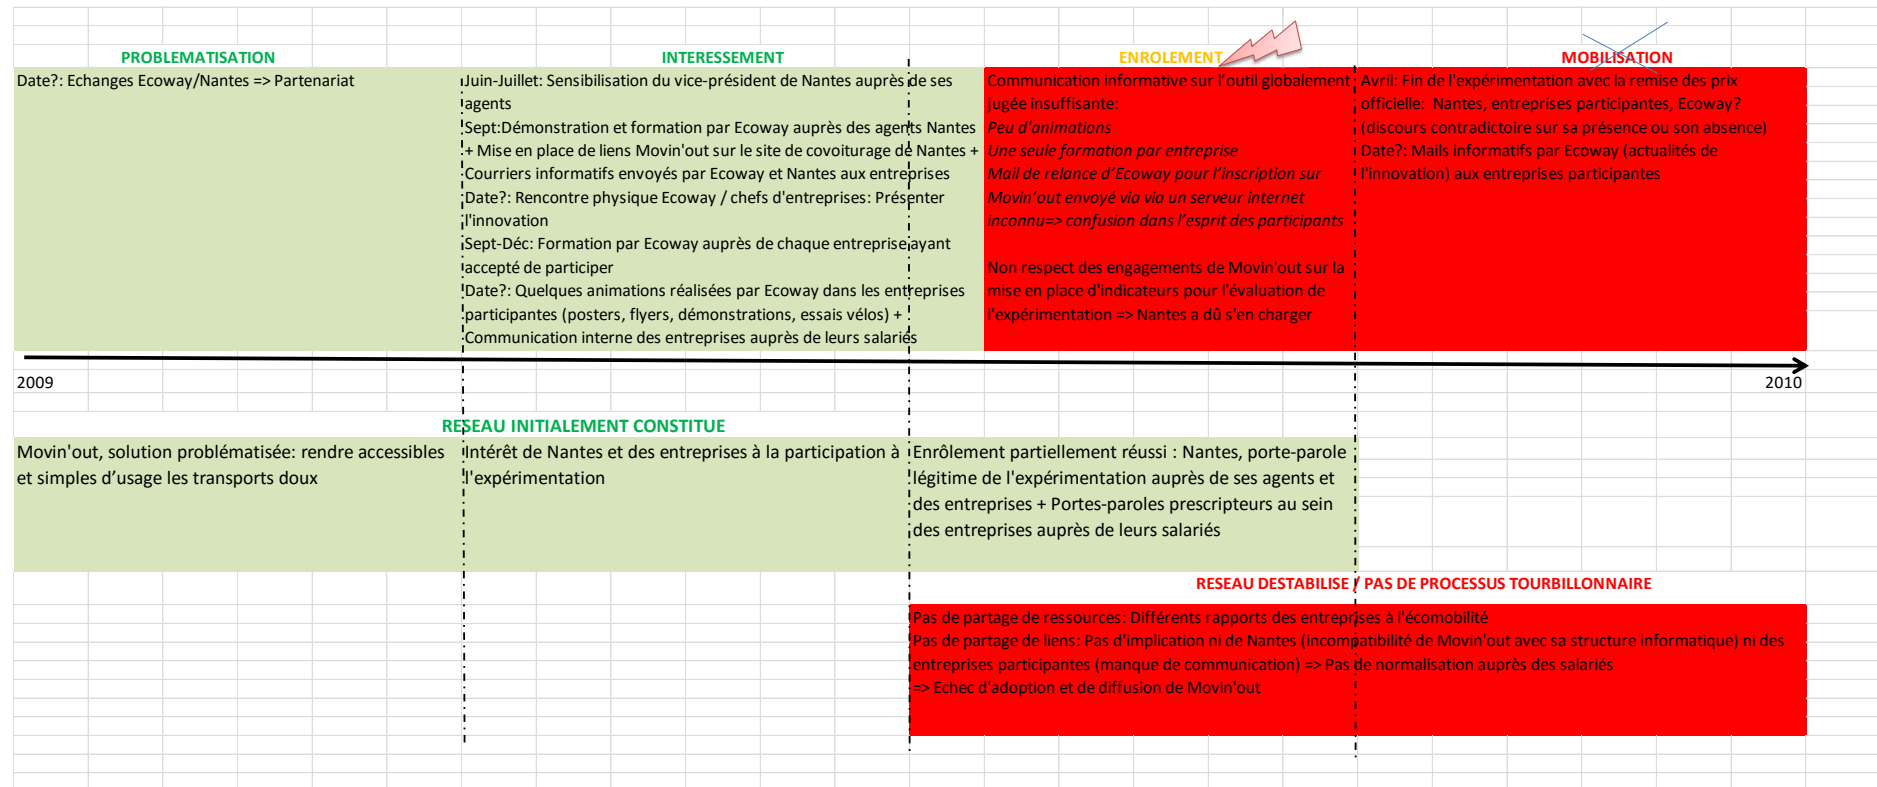 PROBLEMATISATION
Date?: Echanges Ecoway/Nantes => Partenariat
INTERESSEMENT
Juin-Juillet: Sensibilisation du vice-président de Nantes auprès de ses
agents
Sept:Démonstration et formation par Ecoway auprès des agents Nantes
+ Mise en place de liens Movin'out sur le site de covoiturage de Nantes +
Courriers informatifs envoyés par Ecoway et Nantes aux entreprises
Date?: Rencontre physique Ecoway / chefs d'entreprises: Présenter
l'innovation
Sept-Déc: Formation par Ecoway auprès de chaque entreprise ayant
accepté de participer
Date?: Quelques animations réalisées par Ecoway dans les entreprises
participantes (posters, flyers, démonstrations, essais vélos) +
Communication interne des entreprises auprès de leurs salariés
ENROLEMENT
Communication informative sur l'outil globalement
jugée insuffisante:
Peu d'animations
Une seule formation par entreprise
Mail de relance d'Ecoway pour l'inscription sur
Movin'out envoyé via via un serveur internet
inconnu=> confusion dans l'esprit des participants
Non respect des engagements de Movin'out sur la
mise en place d'indicateurs pour l'évaluation de
l'expérimentation => Nantes a dû s'en charger
MOBILISATION
Avril: Fin de l'expérimentation avec la remise des prix
officielle: Nantes, entreprises participantes, Ecoway?
(discours contradictoire sur sa présence ou son absence)
Date?: Mails informatifs par Ecoway (actualités de
l'innovation) aux entreprises participantes
2009
2010
RESEAU INITIALEMENT CONSTITUE
Movin'out, solution problématisée: rendre accessibles
et simples d'usage les transports doux
Intérêt de Nantes et des entreprises à la participation à
l'expérimentation
Enrôlement partiellement réussi : Nantes, porte-parole
légitime de l'expérimentation auprès de ses agents et
des entreprises + Portes-paroles prescripteurs au sein
des entreprises auprès de leurs salariés
RESEAU DESTABILISE / PAS DE PROCESSUS TOURBILLONNAIRE
Pas de partage de ressources: Différents rapports des entreprises à l'écomobilité
Pas de partage de liens: Pas d'implication ni de Nantes (incompatibilité de Movin'out avec sa structure informatique) ni des
entreprises participantes (manque de communication) => Pas de normalisation auprès des salariés
=> Echec d'adoption et de diffusion de Movin'out